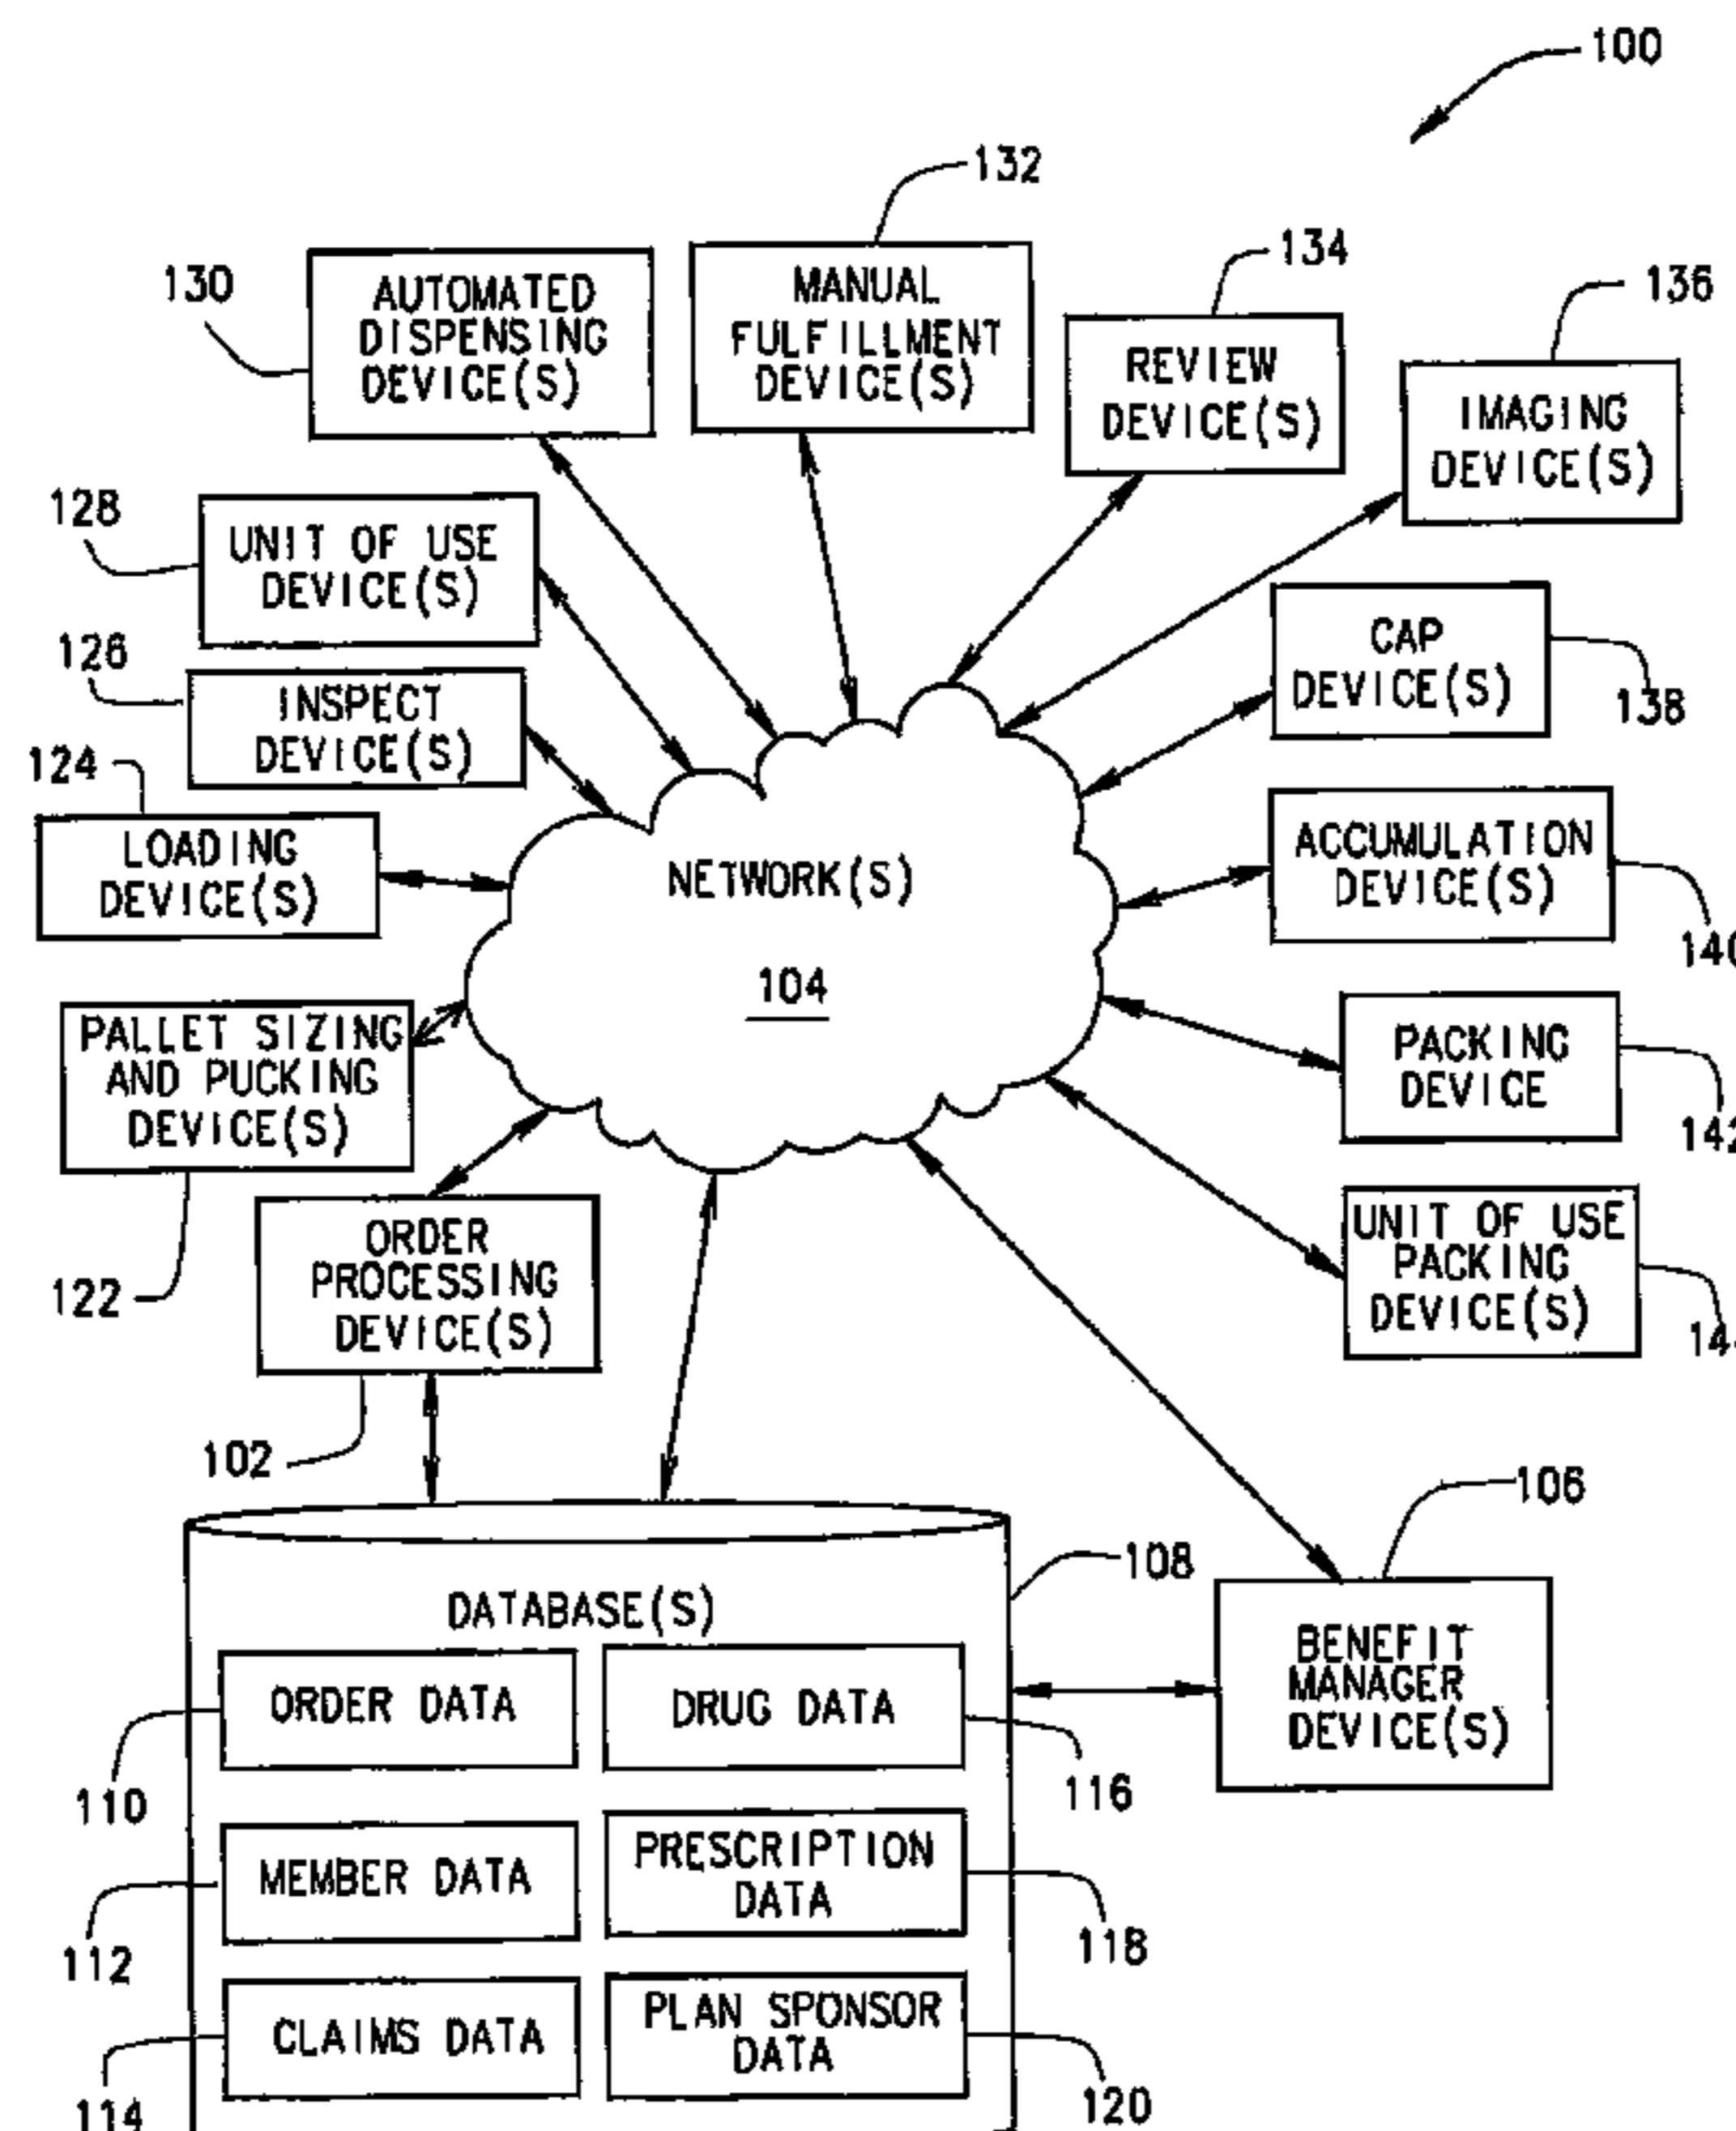 100
132
130
AUTOMATED
DISPENSING
DEVICE(S)
MANUAL
FULFILLMENT
DEVICE(S)
134
REVIEW
DEVICE(S)
136
IMAGING
DEVICE(S)
128
UNIT OF USE
DEVICE(S)
126
INSPECT
DEVICE(S)
CAP
DEVICE(S)
138
124
LOADING
DEVICE(S)
NETWORK(S)
104
ACCUMULATION
DEVICE(S)
140
PALLET SIZING
AND PUCKING
DEVICE(S)
122
PACKING
DEVICE
142
ORDER
PROCESSING
DEVICE(S)
102
UNIT OF USE
PACKING
DEVICE(S)
106
108
DATABASE(S)
BENEFIT
MANAGER
DEVICE(S)
ORDER DATA
110
DRUG DATA
116
MEMBER DATA
112
PRESCRIPTION
DATA
118
CLAIMS DATA
114
PLAN SPONSOR
DATA
120